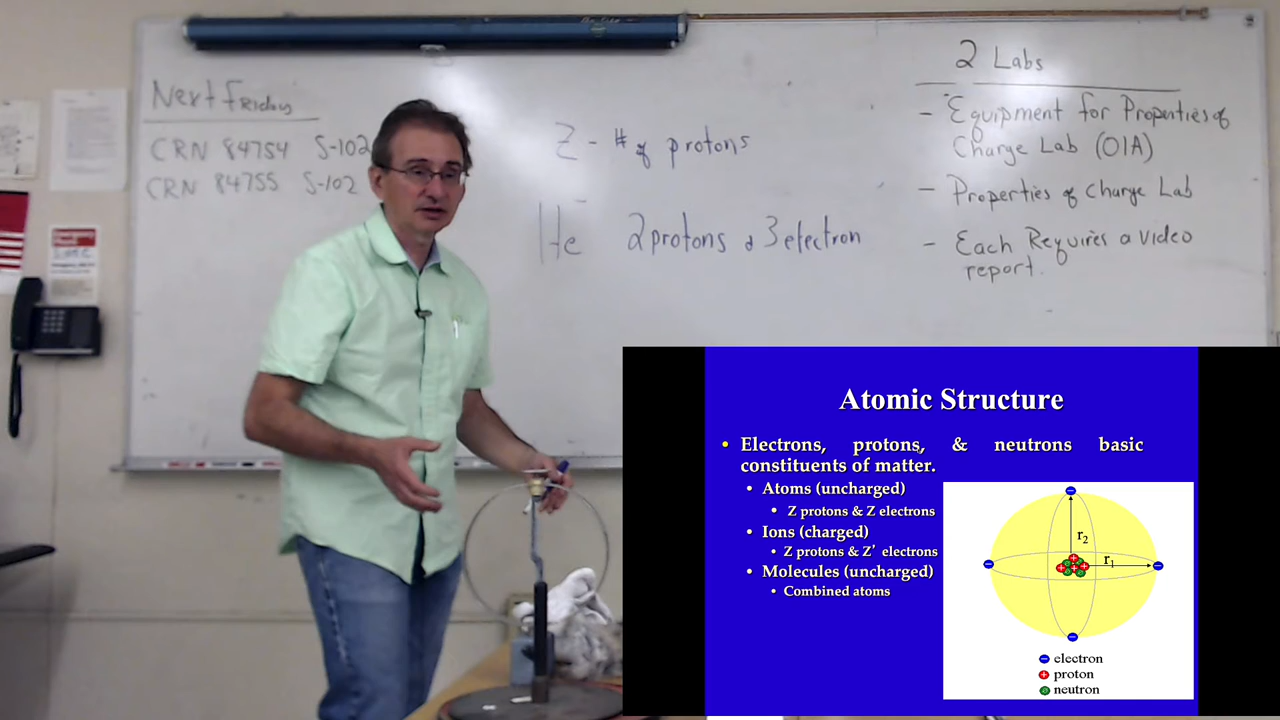 Next Friday
CRN 84754 S-102
CRN 84755 S-102
Z - # of protons
He⁻ 2 protons & 3 electron
2 Labs
- Equipment for Properties of
Charge Lab (01A)
- Properties of Charge Lab
- Each Requires a video
report.
Atomic Structure
• Electrons, protons, & neutrons basic
constituents of matter.
• Atoms (uncharged)
• Z protons & Z electrons
• Ions (charged)
• Z protons & Z' electrons
• Molecules (uncharged)
• Combined atoms
r₂
r₁
electron
proton
neutron